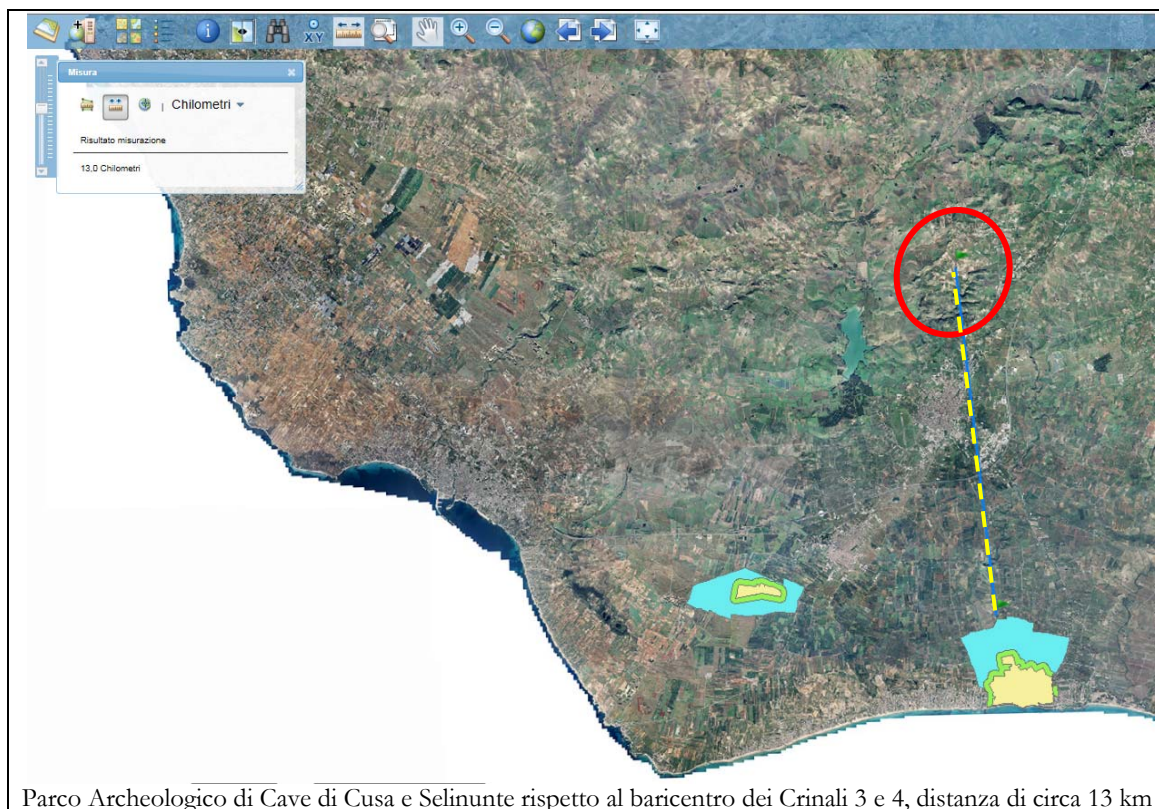 XY
Misura
Chilometri
Risultato misurazione
13,0 Chilometri
Parco Archeologico di Cave di Cusa e Selinunte rispetto al baricentro dei Crinali 3 e 4, distanza di circa 13 km